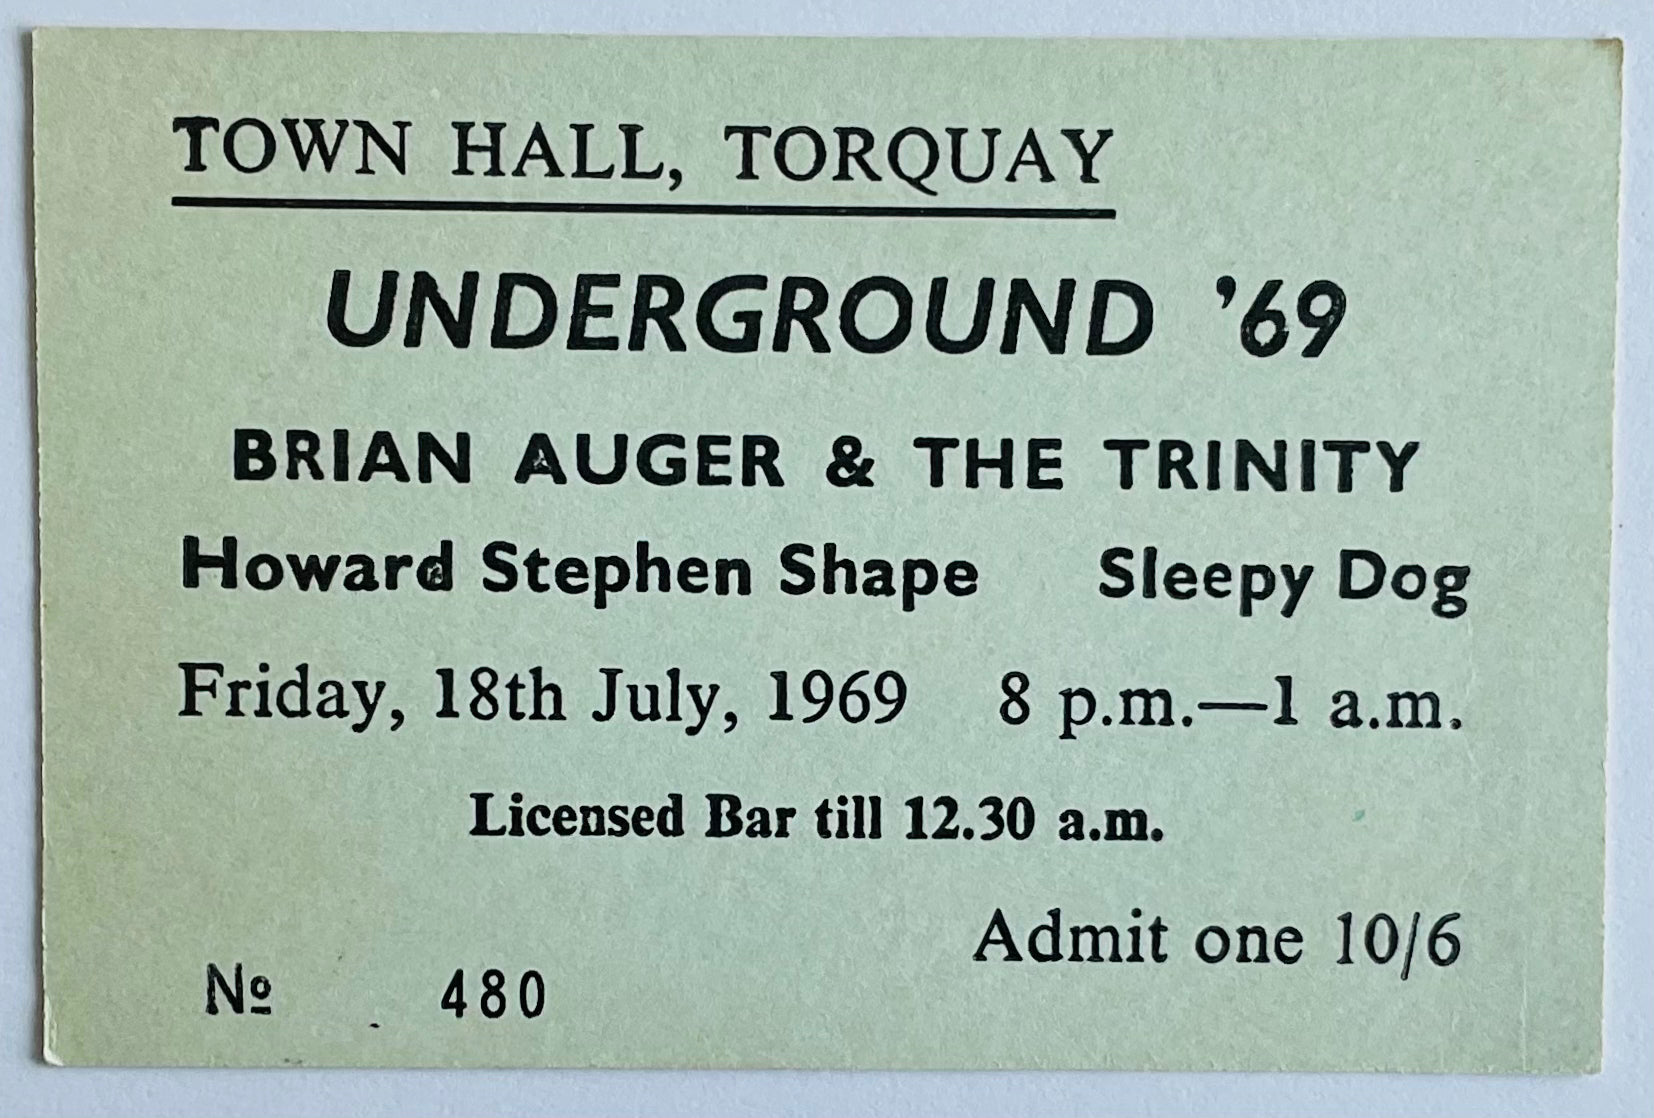 TOWN HALL, TORQUAY
UNDERGROUND '69
BRIAN AUGER & THE TRINITY
Howard Stephen Shape Sleepy Dog
Friday, 18th July, 1969 8 p.m.—1 a.m.
Licensed Bar till 12.30 a.m.
Admit one 10/6
Nº 480